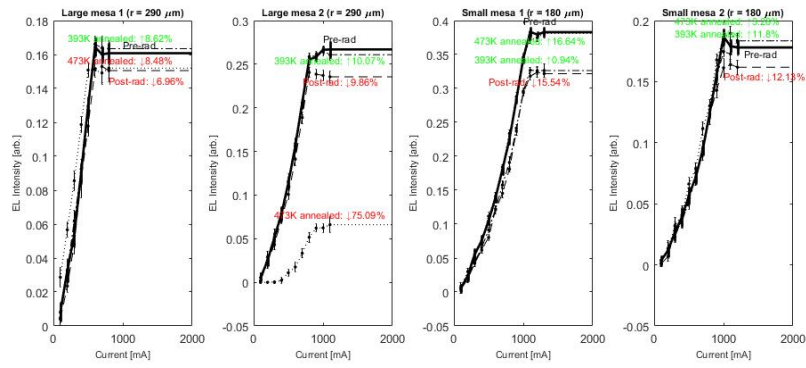 Large mesa 1 (r = 290 μm)
393K annealed: ↑8.62%
Pre-rad
473K annealed: ↓8.48%
Post-rad: ↓6.96%
EL Intensity [arb.]
0.18
0.16
0.14
0.12
0.1
0.08
0.06
0.04
0.02
0
0
1000
2000
Current [mA]
Large mesa 2 (r = 290 μm)
Pre-rad
393K annealed: ↑10.07%
Post-rad: ↓9.86%
473K annealed: ↓75.09%
EL Intensity [arb.]
0.3
0.25
0.2
0.15
0.1
0.05
0
-0.05
0
1000
2000
Current [mA]
Small mesa 1 (r = 180 μm)
Pre-rad
473K annealed: ↑16.64%
393K annealed: ↑0.94%
Post-rad: ↓15.54%
EL Intensity [arb.]
0.4
0.35
0.3
0.25
0.2
0.15
0.1
0.05
0
-0.05
0
1000
2000
Current [mA]
Small mesa 2 (r = 180 μm)
473K annealed:
393K annealed: ↑11.8%
Pre-rad
Post-rad: ↓12.13%
EL Intensity [arb.]
0.2
0.15
0.1
0.05
0
-0.05
0
1000
2000
Current [mA]